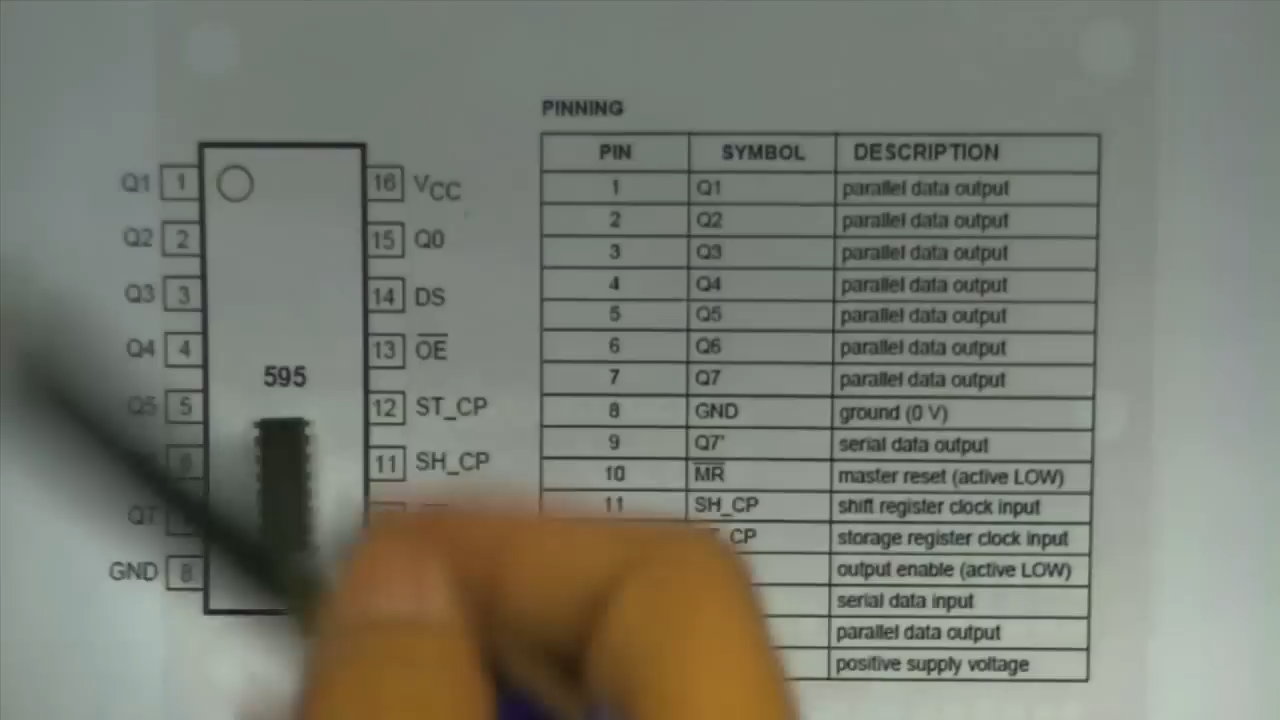 PINNING
PIN SYMBOL DESCRIPTION
1 Q1 parallel data output
2 Q2 parallel data output
3 Q3 parallel data output
4 Q4 parallel data output
5 Q5 parallel data output
6 Q6 parallel data output
7 Q7 parallel data output
8 GND ground (0 V)
9 Q7' serial data output
10 M̅R̅ master reset (active LOW)
11 SH_CP shift register clock input
_CP storage register clock input
output enable (active LOW)
serial data input
parallel data output
positive supply voltage
Q1 1 16 VCC
Q2 2 15 Q0
Q3 3 14 DS
Q4 4 13 O̅E̅
595
Q5 5 12 ST_CP
6 11 SH_CP
Q7
GND 8